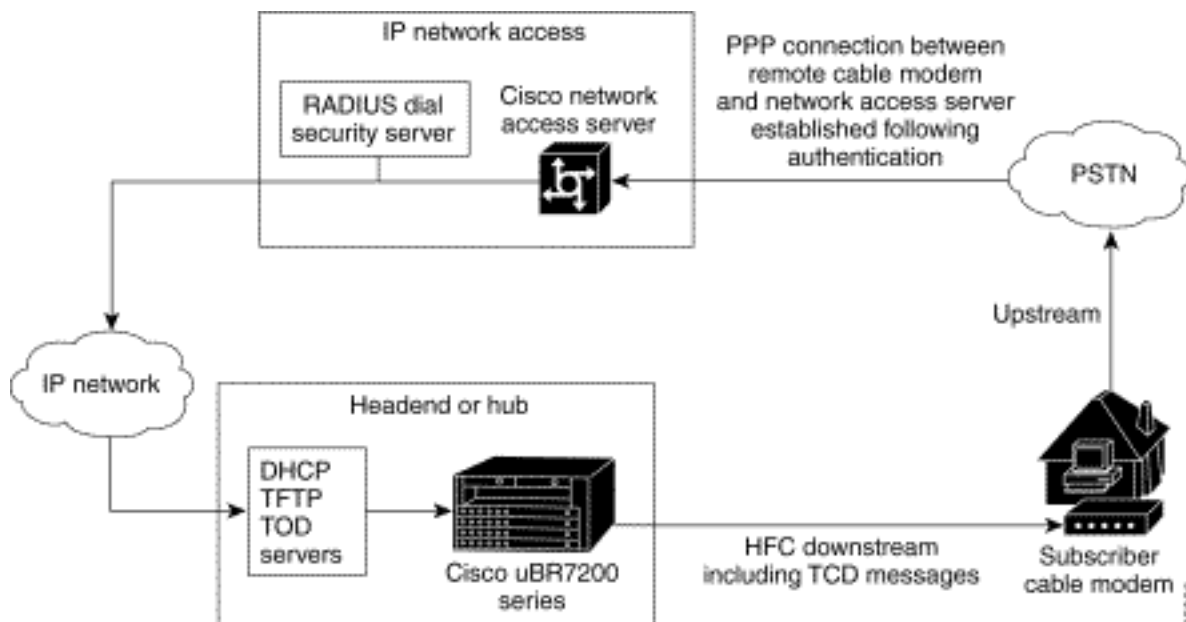 IP network access
RADIUS dial
security server
Cisco network
access server
PPP connection between
remote cable modem
and network access server
established following
authentication
PSTN
Upstream
IP network
Headend or hub
DHCP
TFTP
TOD
servers
Cisco uBR7200
series
HFC downstream
including TCD messages
Subscriber
cable modem